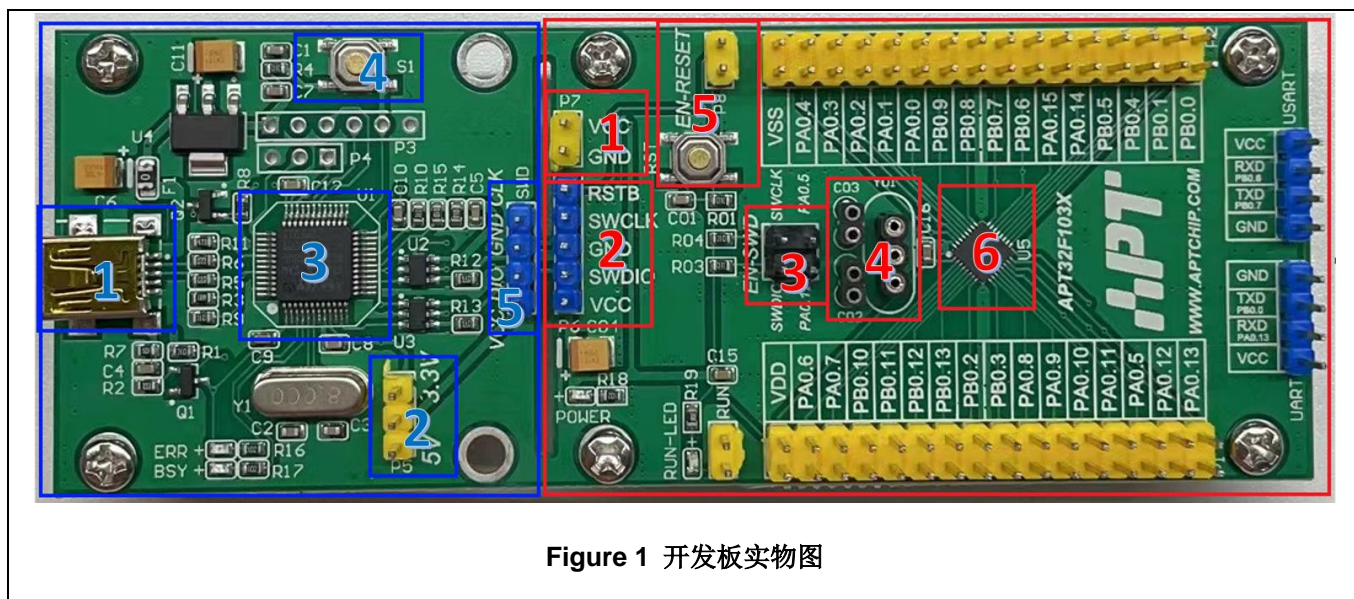 C11
C1
R4
C7
4
S1
U4
P3
P4
C6
F1
Q2
R8
C12
U1
C10
R10
R15
R14
C5
SWD
CLK
GND
1
3
R11
U2
R12
R13
U3
5
C9
C8
R7
C4
R2
R1
Q1
Y1
C2
C3
3.3V
2
5V
P5
ERR +
R16
BSY +
R17
P7
VCC
GND
1
RSTB
SWCLK
GND
SWDIO
VCC
2
P6
R18
POWER
EN-RESET
P8
5
RST
C01
R01
R04
R03
SWCLK
PA0.5
EN-SWD
3
SWDIO
C03
Y01
4
C16
6
U5
C15
R19
RUN
RUN-LED
VSS
PA0.4
PA0.3
PA0.2
PA0.1
PA0.0
PB0.9
PB0.8
PB0.7
PB0.6
PA0.15
PA0.14
PB0.5
PB0.4
PB0.1
PB0.0
USART
VCC
RXD
PB0.6
TXD
PB0.7
GND
GND
TXD
PB0.0
RXD
PA0.13
VCC
UART
APT32F103X
APT
WWW.APTCHIP.COM
VDD
PA0.6
PA0.7
PB0.10
PB0.11
PB0.12
PB0.13
PB0.2
PB0.3
PA0.8
PA0.9
PA0.10
PA0.11
PA0.5
PA0.12
PA0.13
Figure 1 开发板实物图